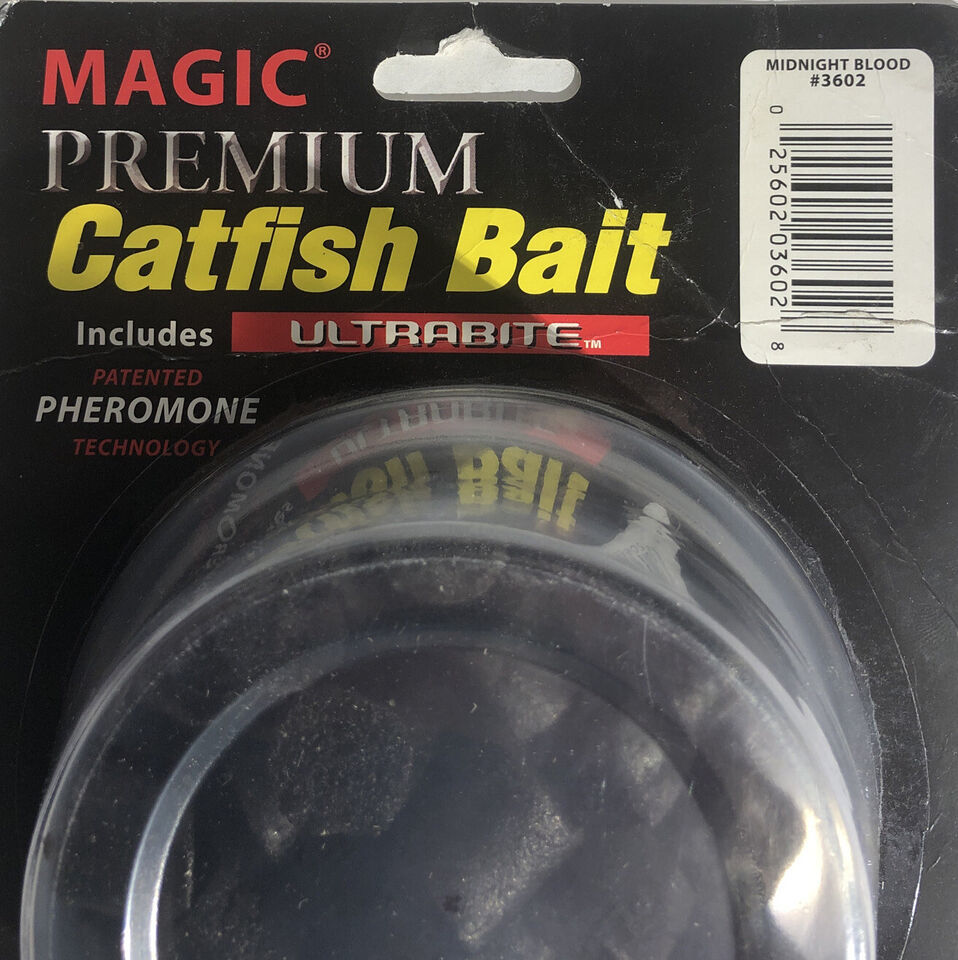 MAGIC®
PREMIUM
Catfish Bait
Includes ULTRABITE™
PATENTED
PHEROMONE
TECHNOLOGY
MIDNIGHT BLOOD
#3602
0 25602 03602 8